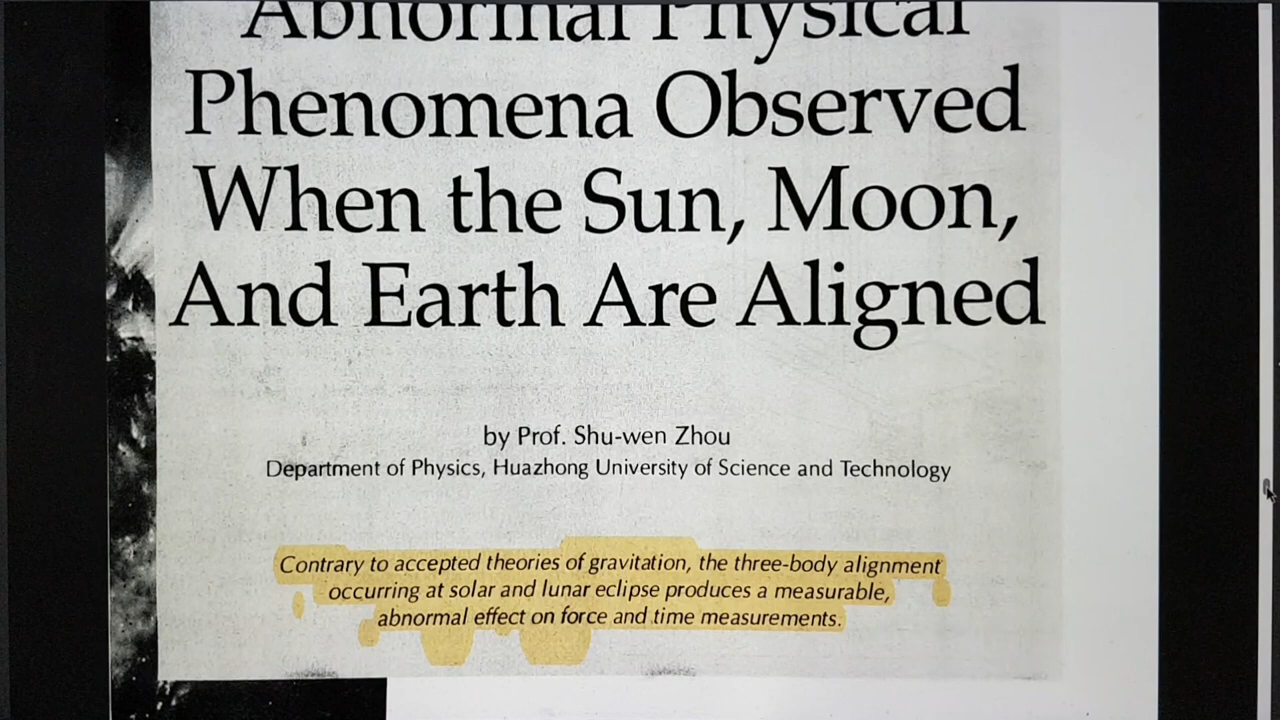 Abnormal Physical
Phenomena Observed
When the Sun, Moon,
And Earth Are Aligned
by Prof. Shu-wen Zhou
Department of Physics, Huazhong University of Science and Technology
Contrary to accepted theories of gravitation, the three-body alignment
occurring at solar and lunar eclipse produces a measurable,
abnormal effect on force and time measurements.